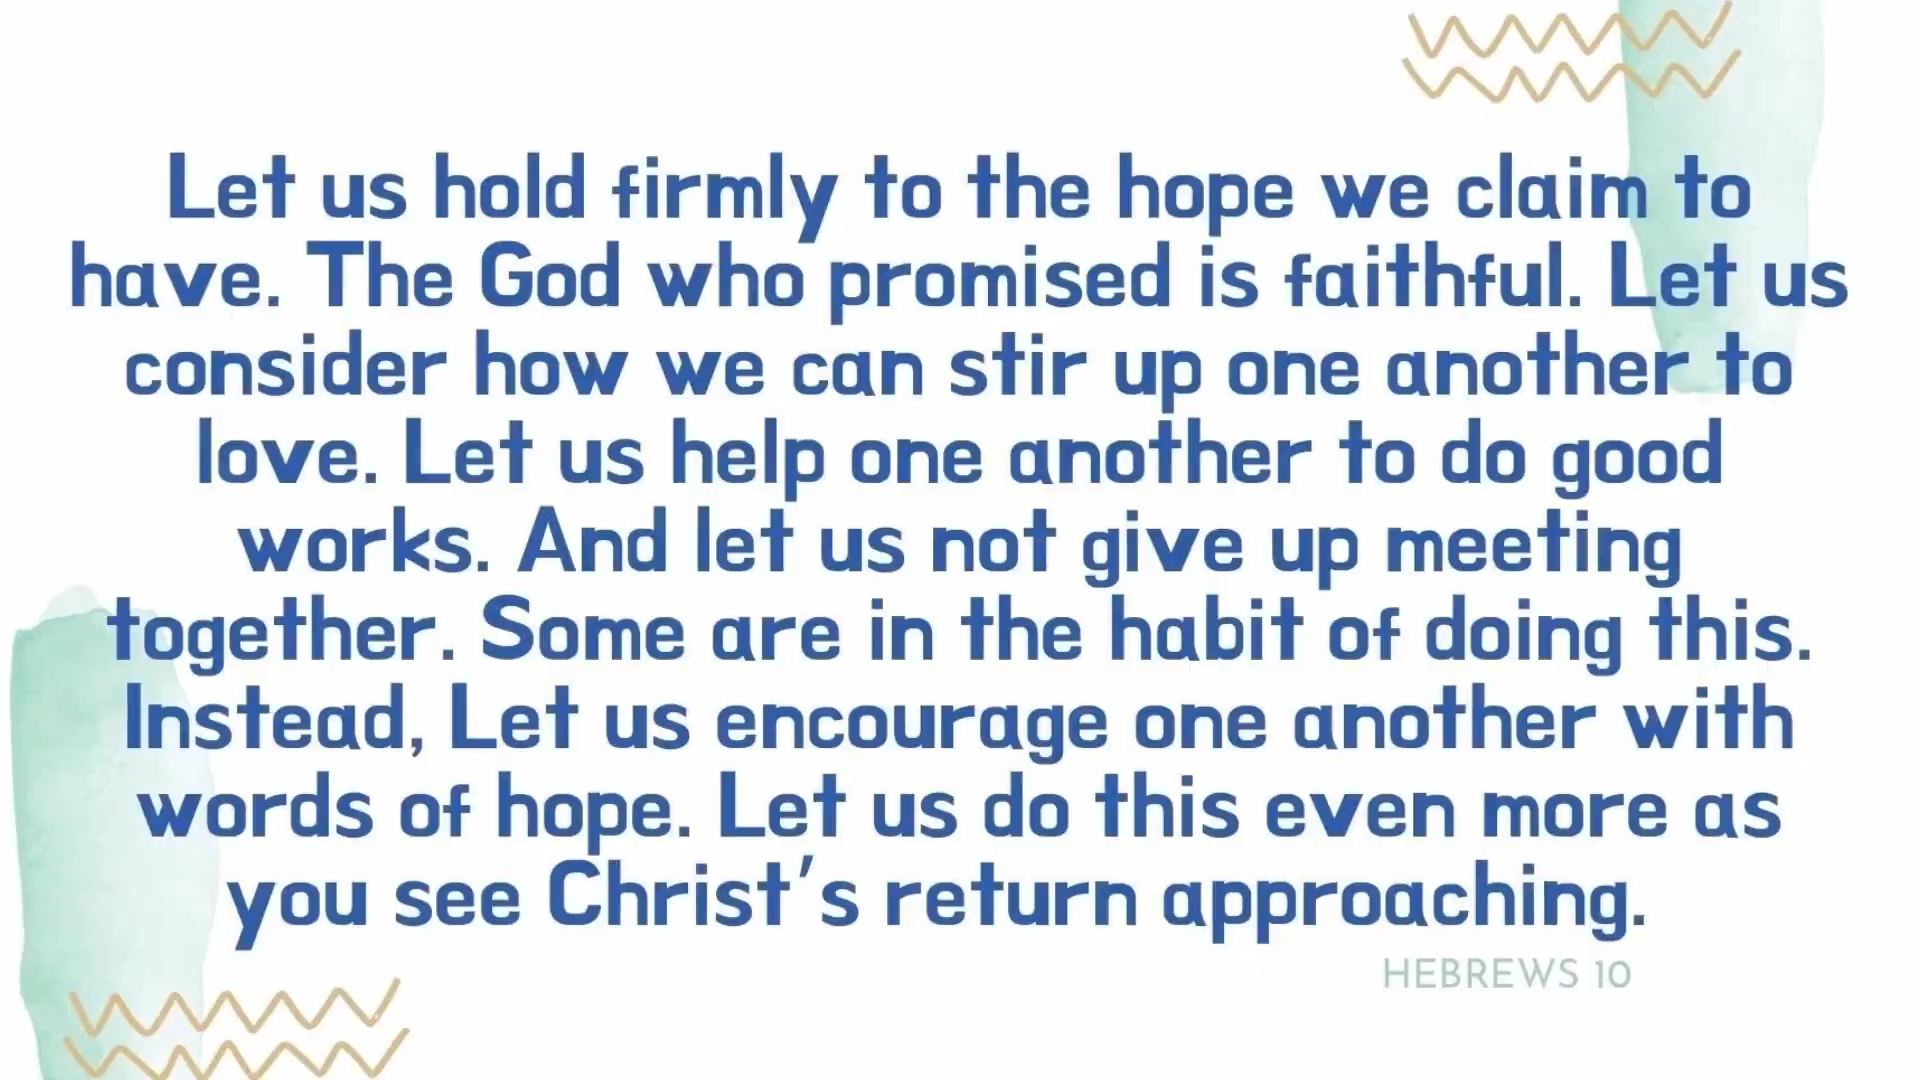 Let us hold firmly to the hope we claim to
have. The God who promised is faithful. Let us
consider how we can stir up one another to
love. Let us help one another to do good
works. And let us not give up meeting
together. Some are in the habit of doing this.
Instead, Let us encourage one another with
words of hope. Let us do this even more as
you see Christ's return approaching.
HEBREWS 10